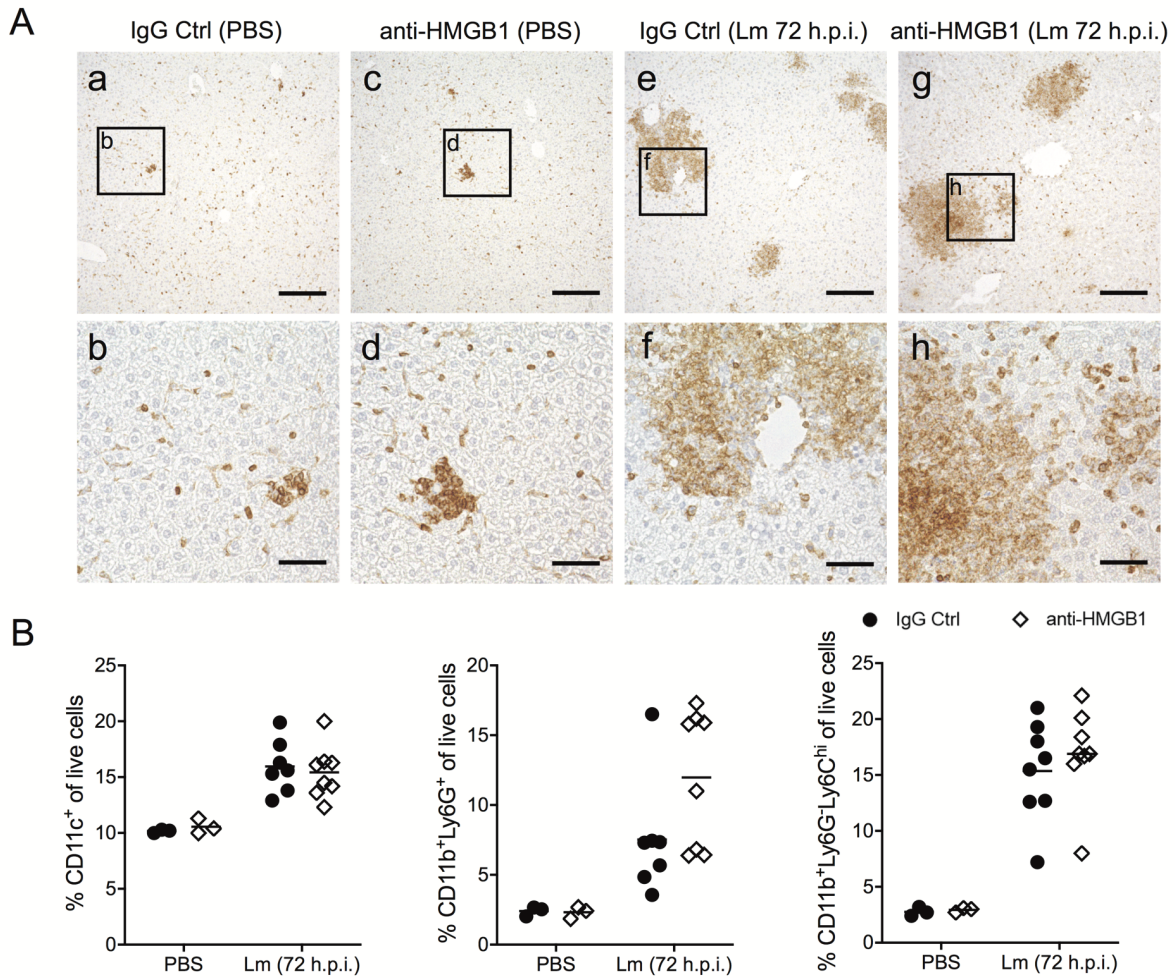 A
IgG Ctrl (PBS) anti-HMGB1 (PBS) IgG Ctrl (Lm 72 h.p.i.) anti-HMGB1 (Lm 72 h.p.i.)
a c e g
b d f h
b d f h
B
● IgG Ctrl ◇ anti-HMGB1
% CD11c⁺ of live cells
25
20
15
10
5
0
PBS Lm (72 h.p.i.)
% CD11b⁺Ly6G⁺ of live cells
20
15
10
5
0
PBS Lm (72 h.p.i.)
% CD11b⁺Ly6G⁻Ly6Cʰⁱ of live cells
25
20
15
10
5
0
PBS Lm (72 h.p.i.)